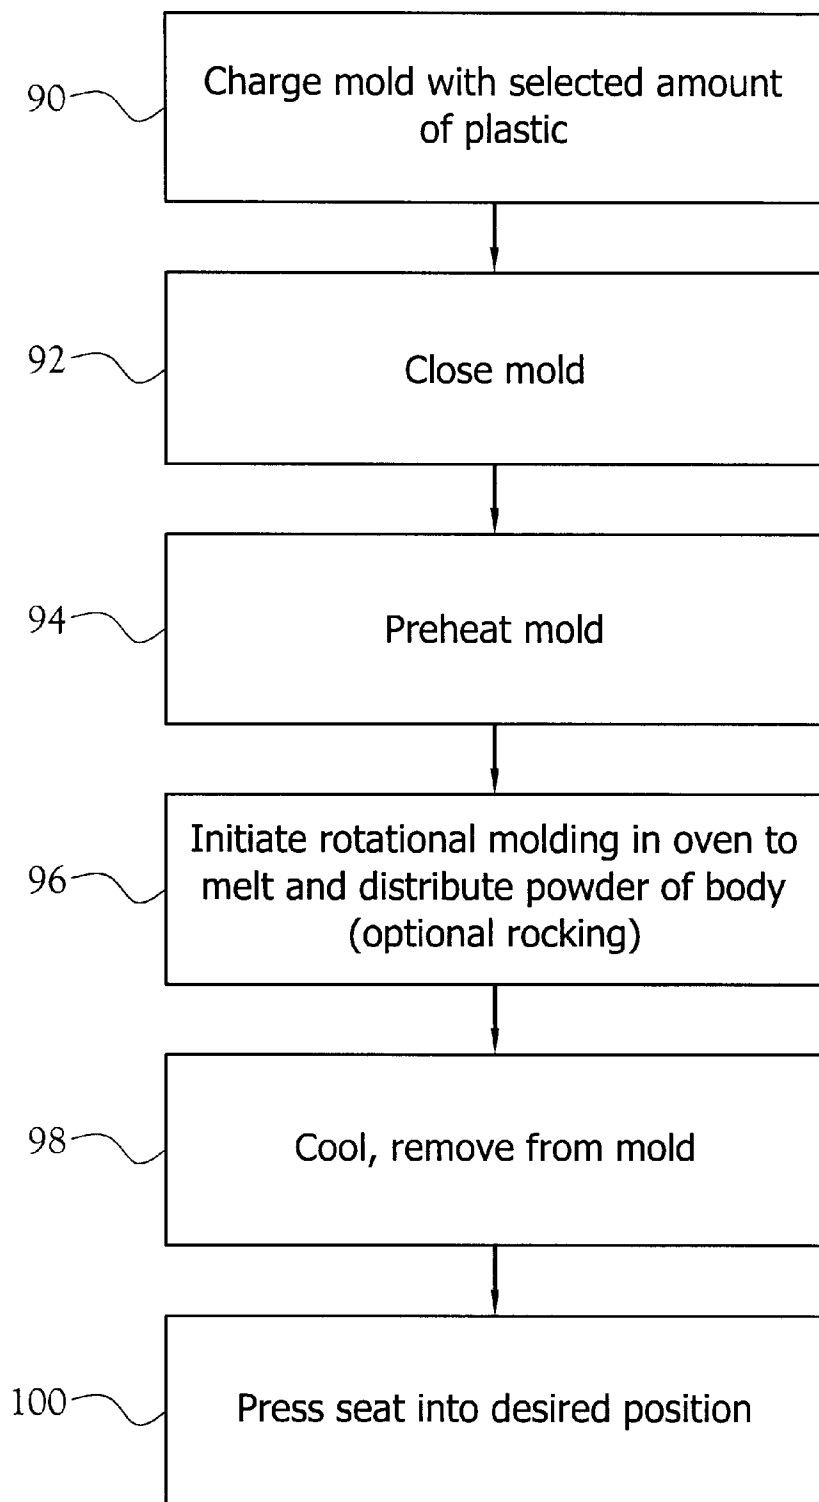 90
Charge mold with selected amount
of plastic
92
Close mold
94
Preheat mold
96
Initiate rotational molding in oven to
melt and distribute powder of body
(optional rocking)
98
Cool, remove from mold
100
Press seat into desired position